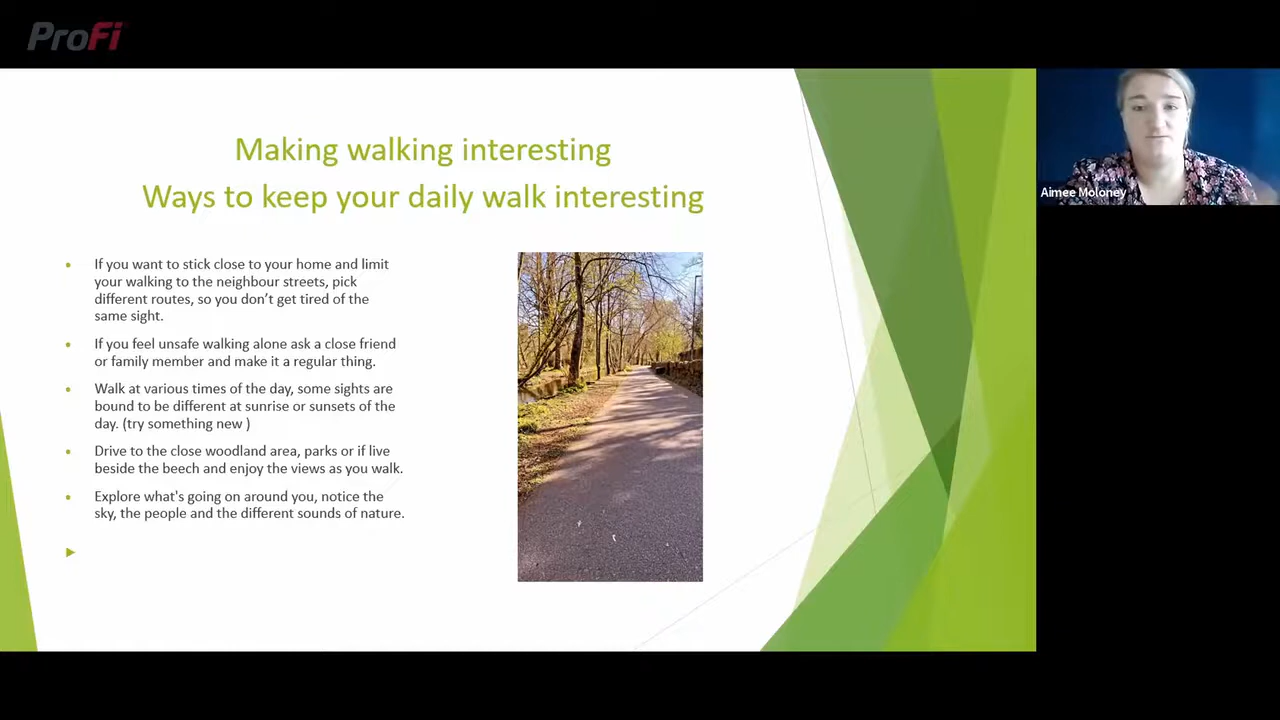 ProFi
Making walking interesting
Ways to keep your daily walk interesting
If you want to stick close to your home and limit
your walking to the neighbour streets, pick
different routes, so you don't get tired of the
same sight.
If you feel unsafe walking alone ask a close friend
or family member and make it a regular thing.
Walk at various times of the day, some sights are
bound to be different at sunrise or sunsets of the
day. (try something new )
Drive to the close woodland area, parks or if live
beside the beech and enjoy the views as you walk.
Explore what's going on around you, notice the
sky, the people and the different sounds of nature.
Aimee Moloney